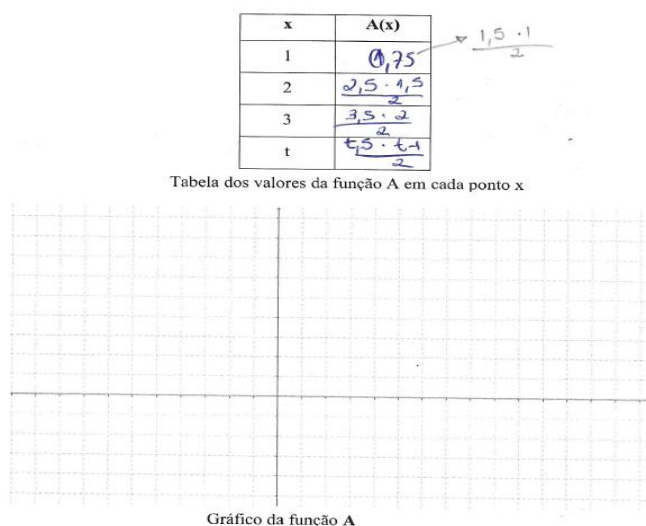 x A(x)
1 0,75 → 1,5 · 1 / 2
2 2,5 · 1,5 / 2
3 3,5 · 2 / 2
t t,5 · t-1 / 2
Tabela dos valores da função A em cada ponto x
Gráfico da função A